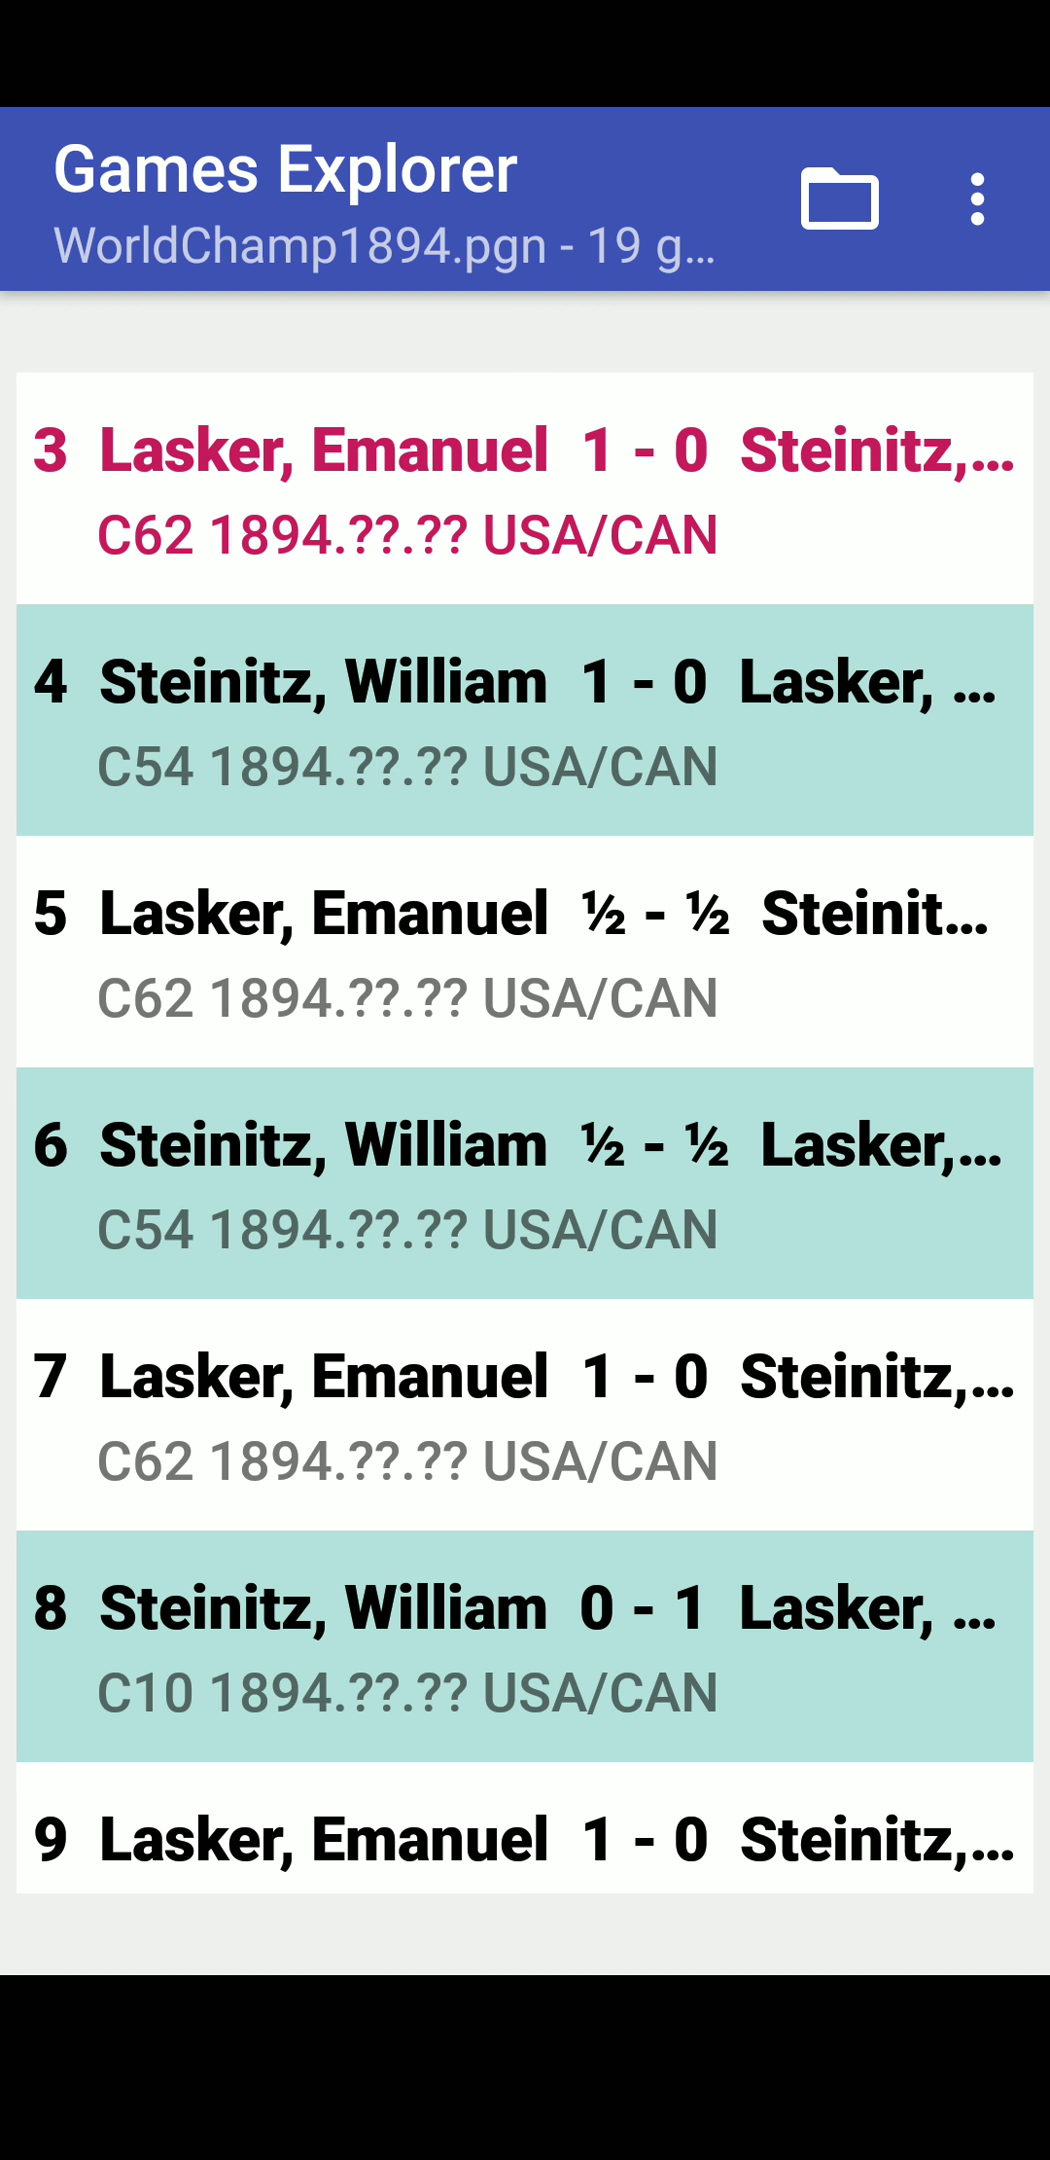 Games Explorer
WorldChamp1894.pgn - 19 g...
3 Lasker, Emanuel 1 - 0 Steinitz,...
C62 1894.??.?? USA/CAN
4 Steinitz, William 1 - 0 Lasker, ...
C54 1894.??.?? USA/CAN
5 Lasker, Emanuel ½ - ½ Steinit...
C62 1894.??.?? USA/CAN
6 Steinitz, William ½ - ½ Lasker,...
C54 1894.??.?? USA/CAN
7 Lasker, Emanuel 1 - 0 Steinitz,...
C62 1894.??.?? USA/CAN
8 Steinitz, William 0 - 1 Lasker, ...
C10 1894.??.?? USA/CAN
9 Lasker, Emanuel 1 - 0 Steinitz,...